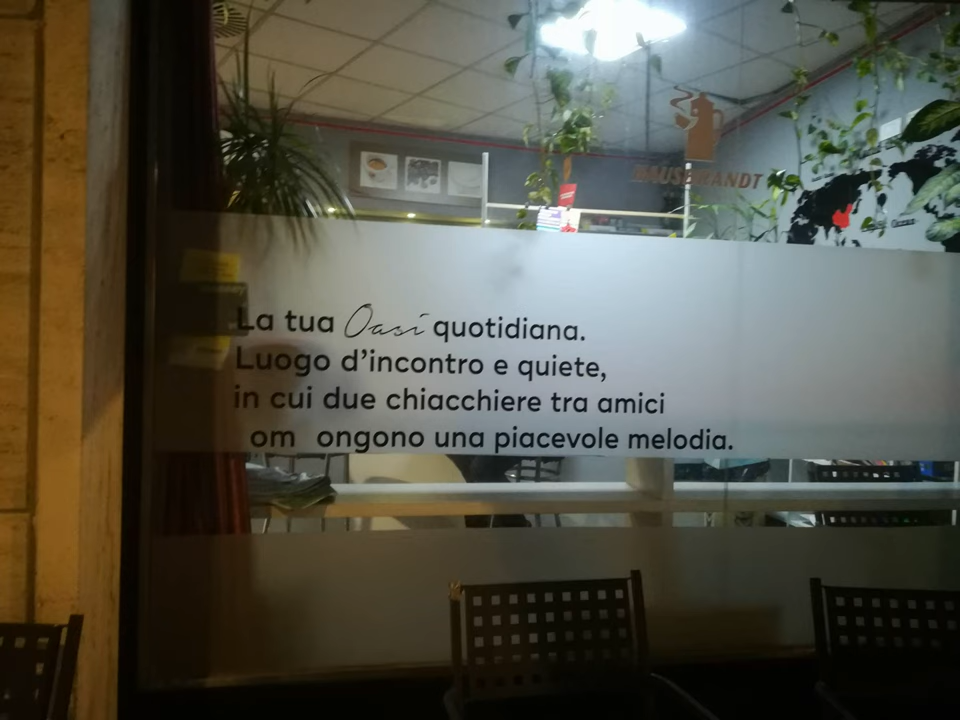 HAUSBRANDT
La tua Oasi quotidiana.
Luogo d'incontro e quiete,
in cui due chiacchiere tra amici
om ongono una piacevole melodia.